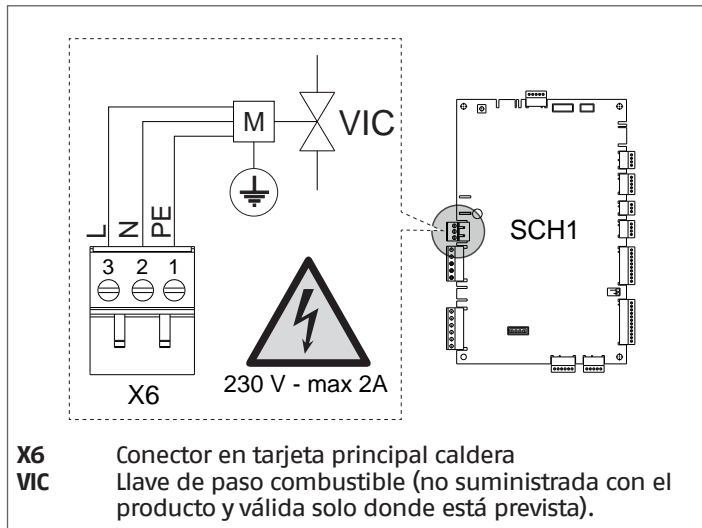 M
VIC
L
N
PE
SCH1
3 2 1
X6
230 V - max 2A
X6 Conector en tarjeta principal caldera
VIC Llave de paso combustible (no suministrada con el
producto y válida solo donde está prevista).